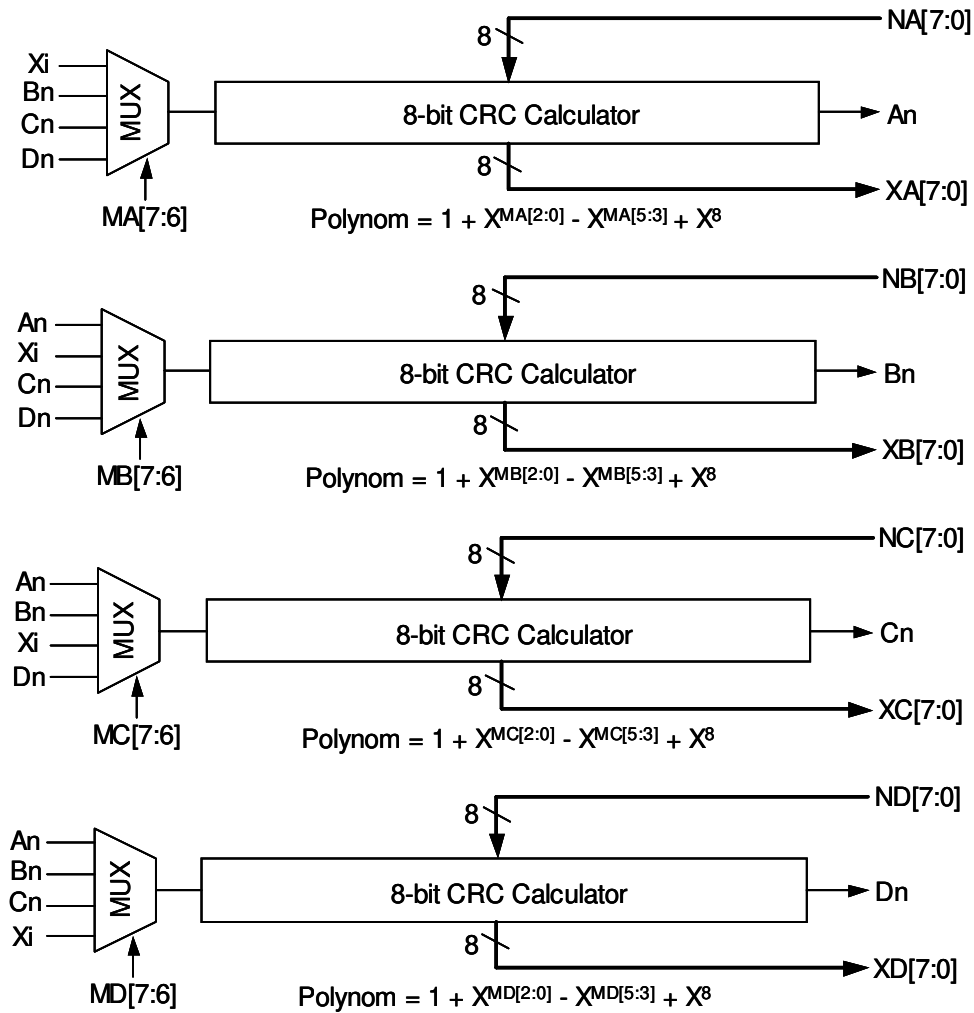 NA[7:0]
8
Xi
Bn
Cn
Dn
MUX
8-bit CRC Calculator
An
8
XA[7:0]
MA[7:6]
Polynom = 1 + X^MA[2:0] - X^MA[5:3] + X^8
NB[7:0]
8
An
Xi
Cn
Dn
MUX
8-bit CRC Calculator
Bn
8
XB[7:0]
MB[7:6]
Polynom = 1 + X^MB[2:0] - X^MB[5:3] + X^8
NC[7:0]
8
An
Bn
Xi
Dn
MUX
8-bit CRC Calculator
Cn
8
XC[7:0]
MC[7:6]
Polynom = 1 + X^MC[2:0] - X^MC[5:3] + X^8
ND[7:0]
8
An
Bn
Cn
Xi
MUX
8-bit CRC Calculator
Dn
8
XD[7:0]
MD[7:6]
Polynom = 1 + X^MD[2:0] - X^MD[5:3] + X^8